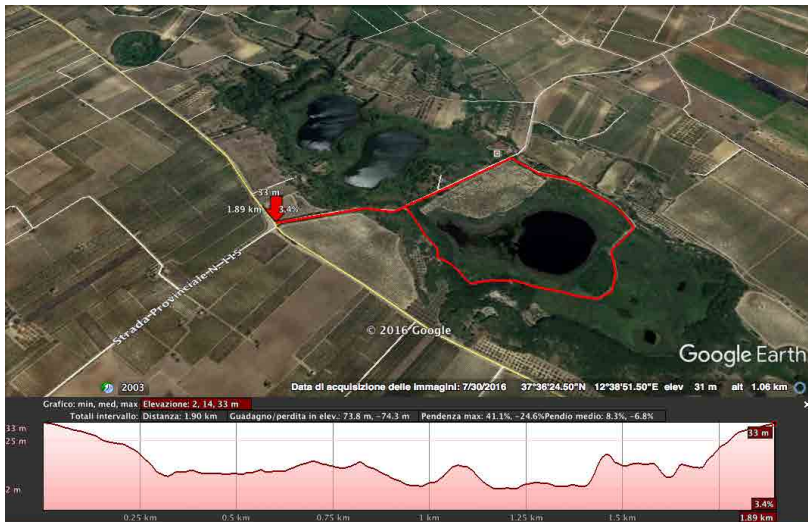 33 m
1.89 km 3.4%
Strada Provinciale N. 115
© 2016 Google
Google Earth
2003
Data di acquisizione delle immagini: 7/30/2016 37°36'24.50"N 12°38'51.50"E elev 31 m alt 1.06 km
Grafico: min, med, max Elevazione: 2, 14, 33 m
Totali intervallo: Distanza: 1.90 km Guadagno/perdita in elev.: 73.8 m, -74.3 m Pendenza max: 41.1%, -24.6% Pendio medio: 8.3%, -6.8%
33 m
25 m
2 m
33 m
3.4%
0.25 km 0.5 km 0.75 km 1 km 1.25 km 1.5 km 1.89 km